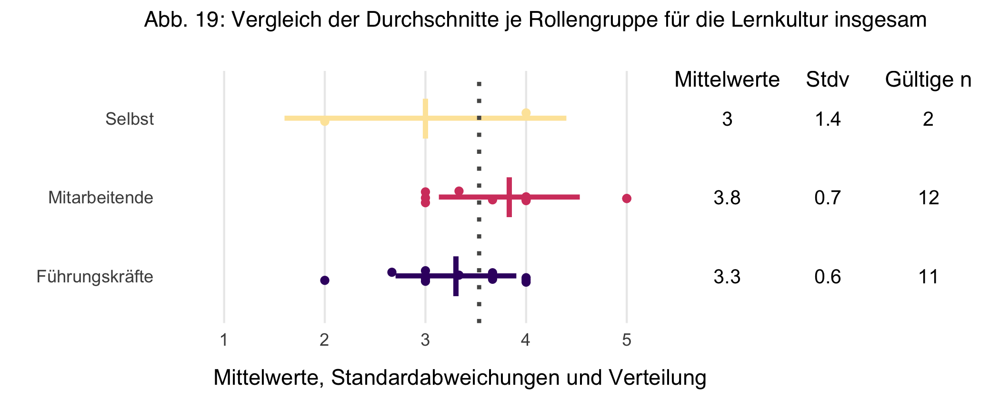 Abb. 19: Vergleich der Durchschnitte je Rollengruppe für die Lernkultur insgesam
Mittelwerte Stdv Gültige n
Selbst 3 1.4 2
Mitarbeitende 3.8 0.7 12
Führungskräfte 3.3 0.6 11
1 2 3 4 5
Mittelwerte, Standardabweichungen und Verteilung